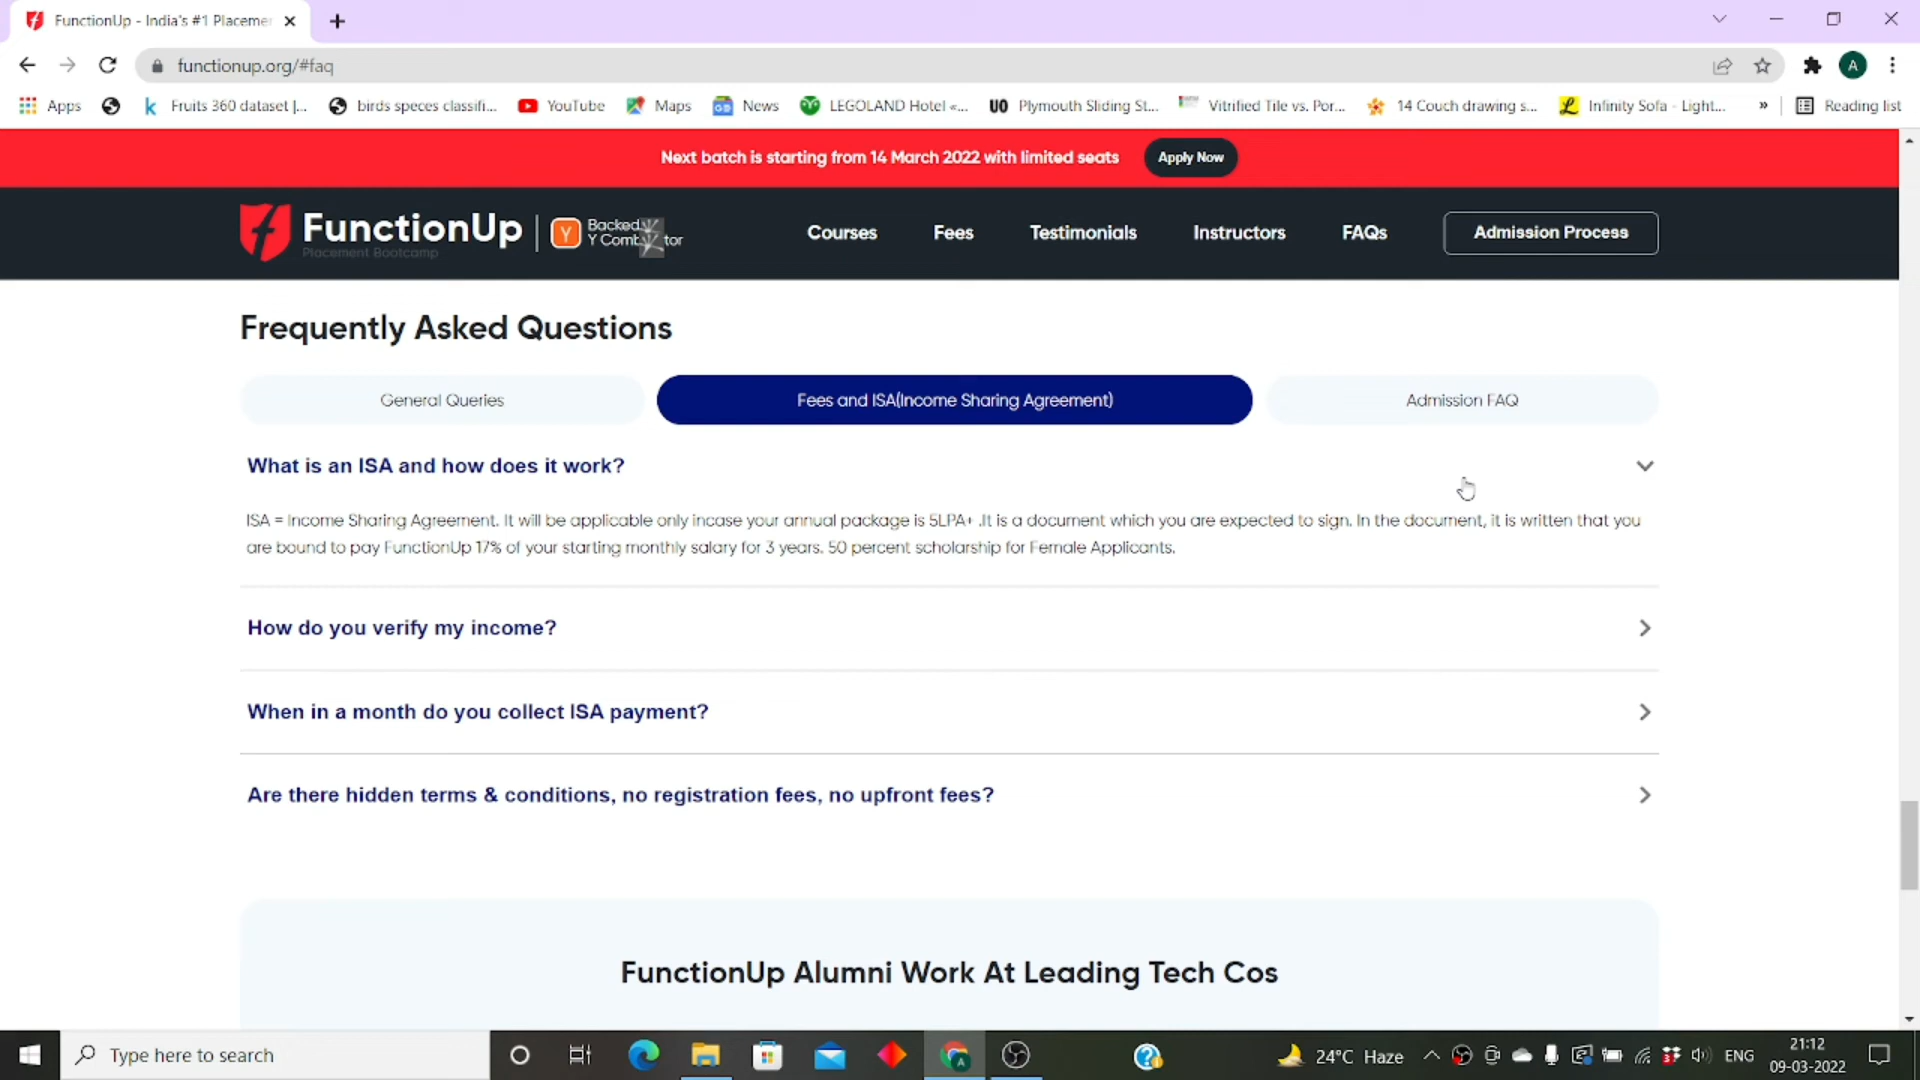 FunctionUp - India's #1 Placemen
functionup.org/#faq
A
Apps
Fruits 360 dataset |...
birds speces classifi...
YouTube
Maps
News
LEGOLAND Hotel «...
UO Plymouth Sliding St...
Vitrified Tile vs. Por...
14 Couch drawing s...
Infinity Sofa - Light...
»
Reading list
Next batch is starting from 14 March 2022 with limited seats
Apply Now
FunctionUp
Placement Bootcamp
Y
Backed
Y Comb tor
Courses
Fees
Testimonials
Instructors
FAQs
Admission Process
Frequently Asked Questions
General Queries
Fees and ISA(Income Sharing Agreement)
Admission FAQ
What is an ISA and how does it work?
ISA = Income Sharing Agreement. It will be applicable only incase your annual package is 5LPA+ .It is a document which you are expected to sign. In the document, it is written that you
are bound to pay FunctionUp 17% of your starting monthly salary for 3 years. 50 percent scholarship for Female Applicants.
How do you verify my income?
When in a month do you collect ISA payment?
Are there hidden terms & conditions, no registration fees, no upfront fees?
FunctionUp Alumni Work At Leading Tech Cos
Type here to search
24°C Haze
ENG
21:12
09-03-2022